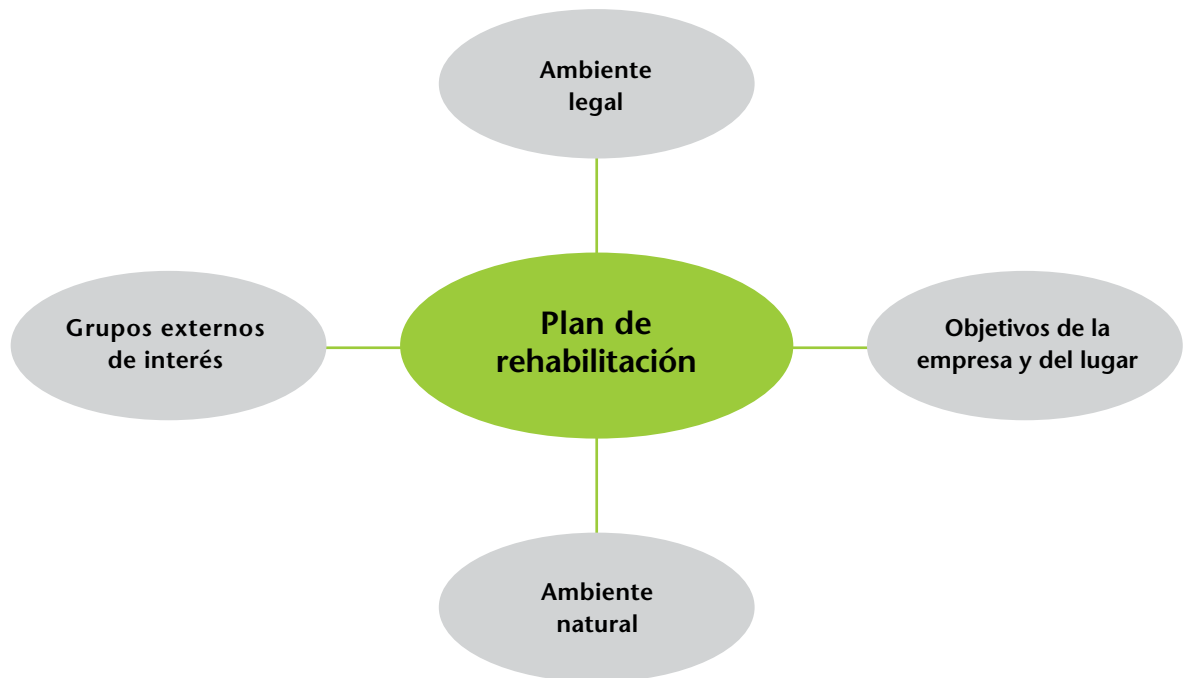 Ambiente
legal
Grupos externos
de interés
Plan de
rehabilitación
Objetivos de la
empresa y del lugar
Ambiente
natural